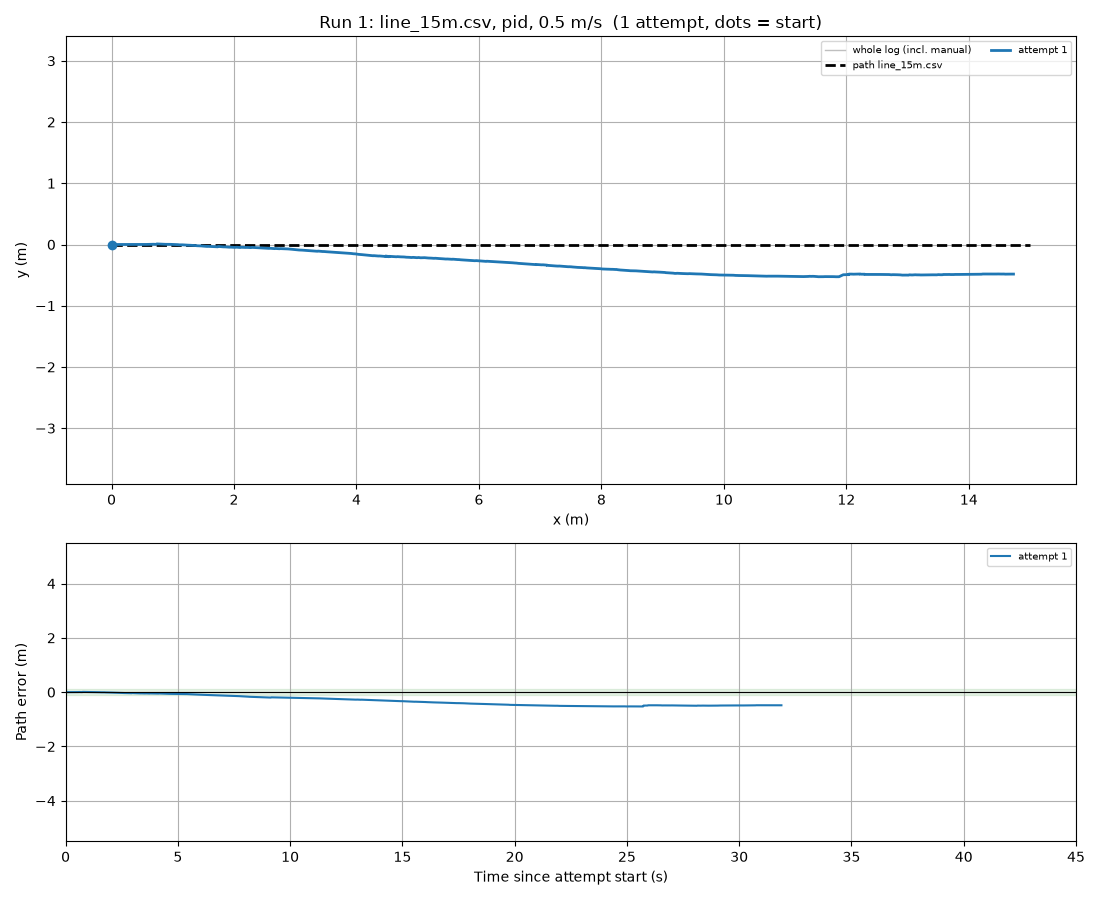 Run 1: line_15m.csv, pid, 0.5 m/s  (1 attempt, dots = start)
whole log (incl. manual)
path line_15m.csv
attempt 1
3
2
1
0
−1
−2
−3
y (m)
0 2 4 6 8 10 12 14
x (m)
attempt 1
4
2
0
−2
−4
Path error (m)
0 5 10 15 20 25 30 35 40 45
Time since attempt start (s)